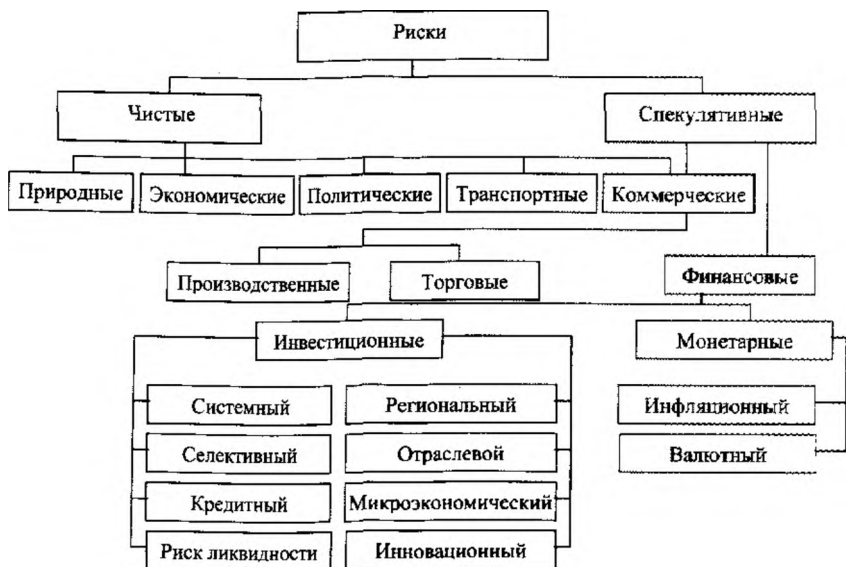 Риски
Чистые
Спекулятивные
Природные
Экономические
Политические
Транспортные
Коммерческие
Производственные
Торговые
Финансовые
Инвестиционные
Монетарные
Системный
Региональный
Инфляционный
Селективный
Отраслевой
Валютный
Кредитный
Микроэкономический
Риск ликвидности
Инновационный